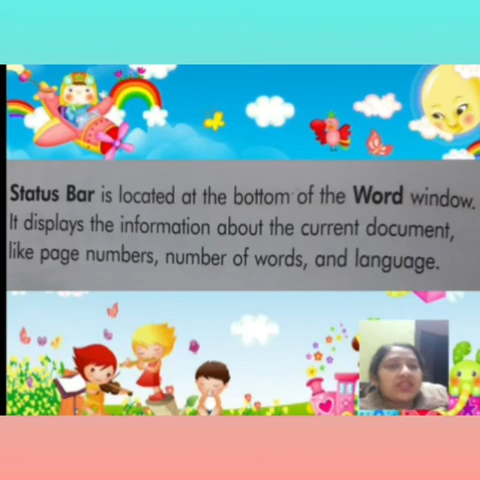 Status Bar is located at the bottom of the Word window.
It displays the information about the current document,
like page numbers, number of words, and language.